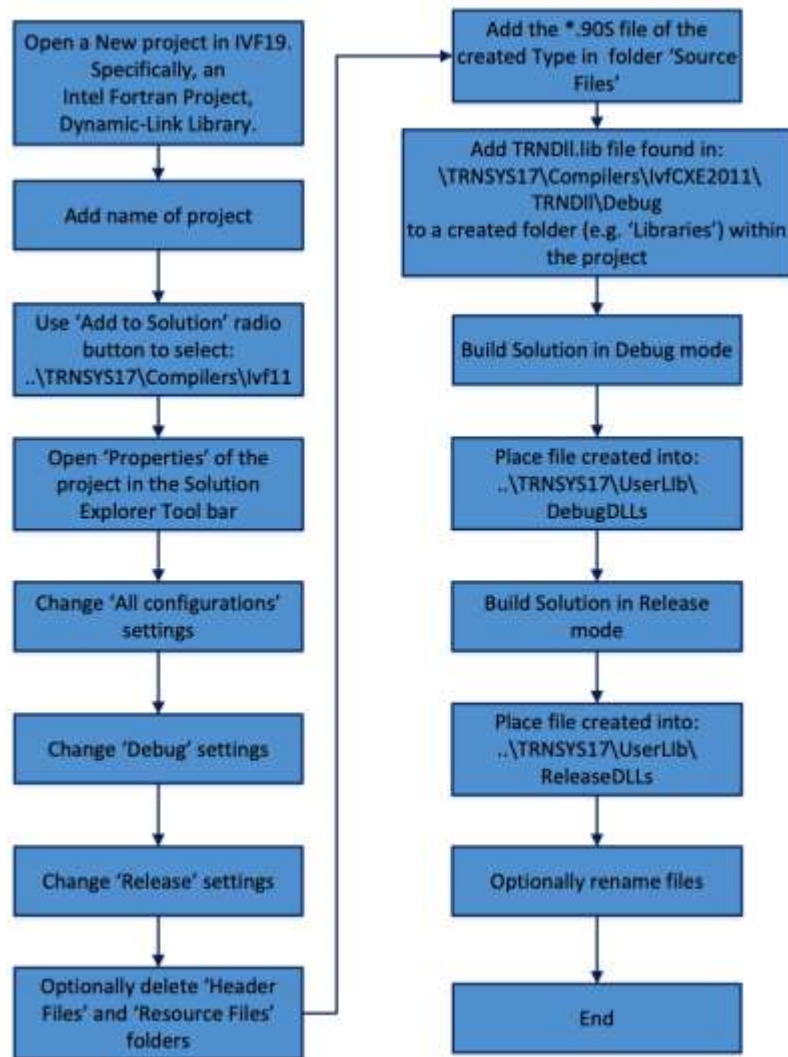 Open a New project in IVF19.
Specifically, an
Intel Fortran Project,
Dynamic-Link Library.
Add name of project
Use ‘Add to Solution’ radio
button to select:
..\TRNSYS17\Compilers\Ivf11
Open ‘Properties’ of the
project in the Solution
Explorer Tool bar
Change ‘All configurations’
settings
Change ‘Debug’ settings
Change ‘Release’ settings
Optionally delete ‘Header
Files’ and ‘Resource Files’
folders
Add the *.90S file of the
created Type in folder ‘Source
Files’
Add TRNDll.lib file found in:
\TRNSYS17\Compilers\IvfCXE2011\
TRNDll\Debug
to a created folder (e.g. ‘Libraries’) within
the project
Build Solution in Debug mode
Place file created into:
..\TRNSYS17\UserLIb\
DebugDLLs
Build Solution in Release
mode
Place file created into:
..\TRNSYS17\UserLIb\
ReleaseDLLs
Optionally rename files
End